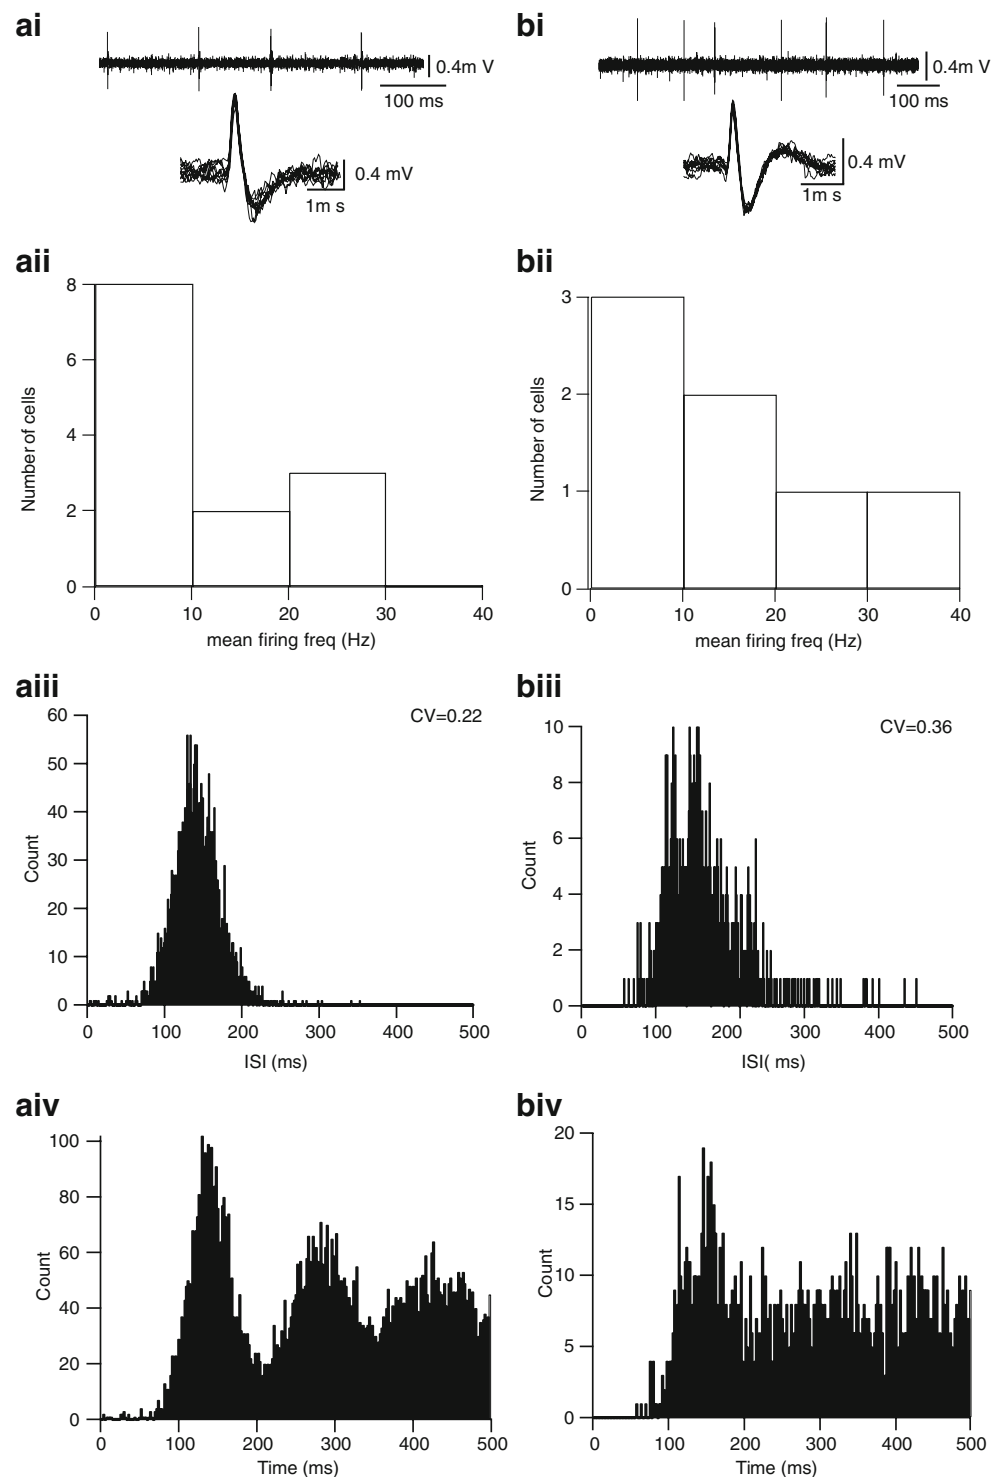 ai
0.4m V
100 ms
0.4 mV
1m s
bi
0.4m V
100 ms
0.4 mV
1m s
aii
Number of cells
8
6
4
2
0
0 10 20 30 40
mean firing freq (Hz)
bii
Number of cells
3
2
1
0
0 10 20 30 40
mean firing freq (Hz)
aiii
CV=0.22
Count
60
50
40
30
20
10
0
0 100 200 300 400 500
ISI (ms)
biii
CV=0.36
Count
10
8
6
4
2
0
0 100 200 300 400 500
ISI( ms)
aiv
Count
100
80
60
40
20
0
0 100 200 300 400 500
Time (ms)
biv
Count
20
15
10
5
0
0 100 200 300 400 500
Time (ms)